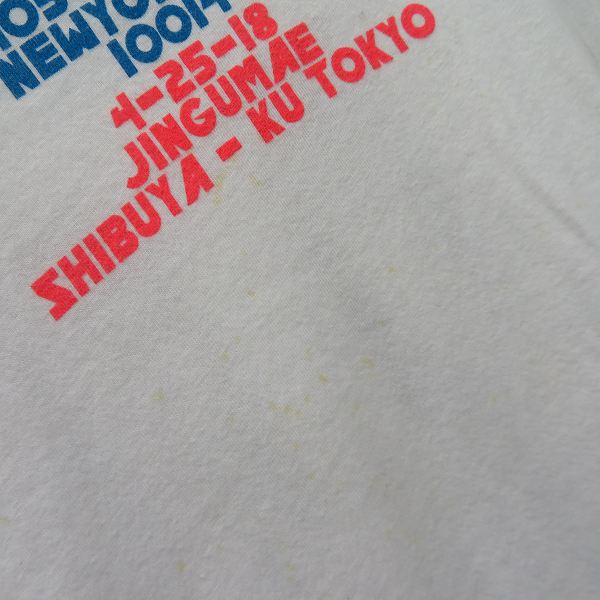 NEWYO
10014
4-25-18
JINGUMAE
SHIBUYA - KU TOKYO